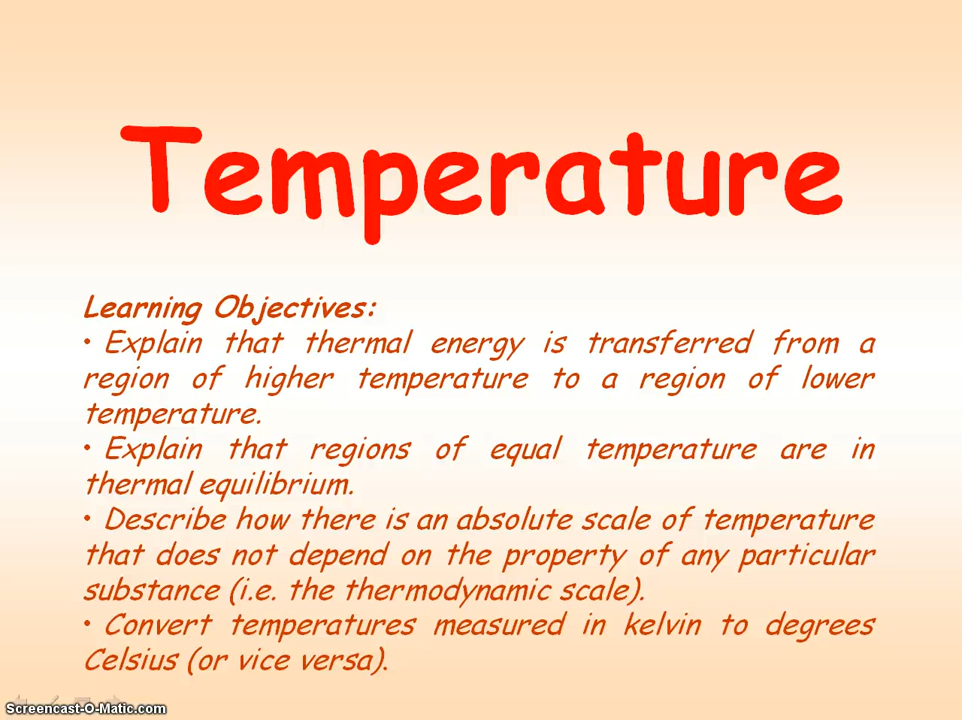 Temperature
Learning Objectives:
• Explain that thermal energy is transferred from a
region of higher temperature to a region of lower
temperature.
• Explain that regions of equal temperature are in
thermal equilibrium.
• Describe how there is an absolute scale of temperature
that does not depend on the property of any particular
substance (i.e. the thermodynamic scale).
• Convert temperatures measured in kelvin to degrees
Celsius (or vice versa).
Screencast-O-Matic.com